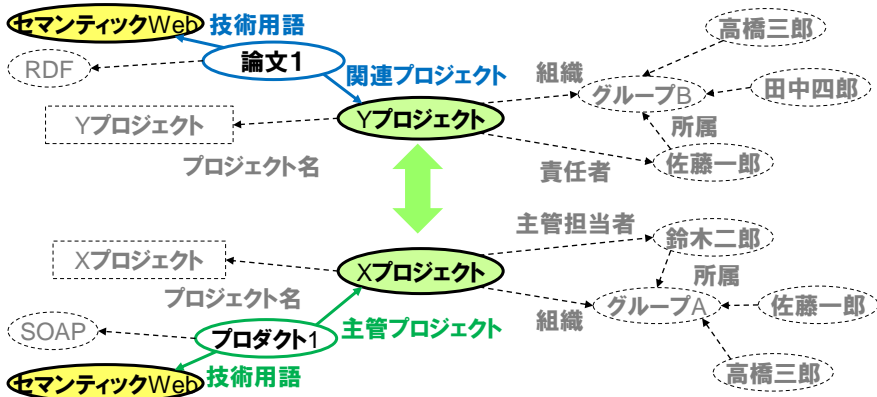 セマンティックWeb
技術用語
高橋三郎
RDF
論文1
関連プロジェクト
組織
グループB
田中四郎
Yプロジェクト
Yプロジェクト
所属
プロジェクト名
責任者
佐藤一郎
主管担当者
鈴木二郎
Xプロジェクト
Xプロジェクト
所属
プロジェクト名
組織
グループA
佐藤一郎
SOAP
プロダクト1
主管プロジェクト
セマンティックWeb
技術用語
高橋三郎